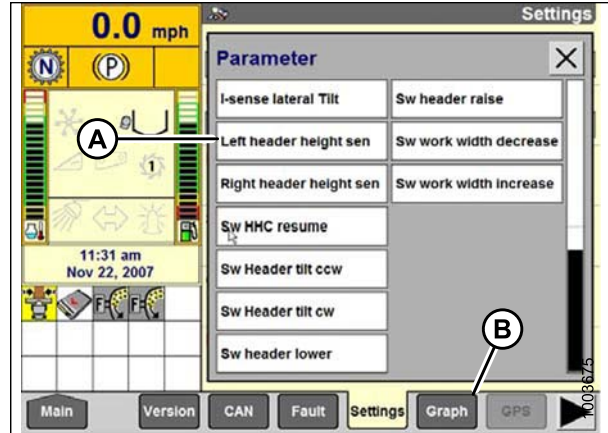 0.0 mph
Settings
N
(P)
Parameter
X
I-sense lateral Tilt
Sw header raise
A
Left header height sen
Sw work width decrease
1
Right header height sen
Sw work width increase
Sw HHC resume
11:31 am
Nov 22, 2007
Sw Header tilt ccw
F
F
Sw Header tilt cw
B
Sw header lower
1003675
Main
Version
CAN
Fault
Settings
Graph
GPS